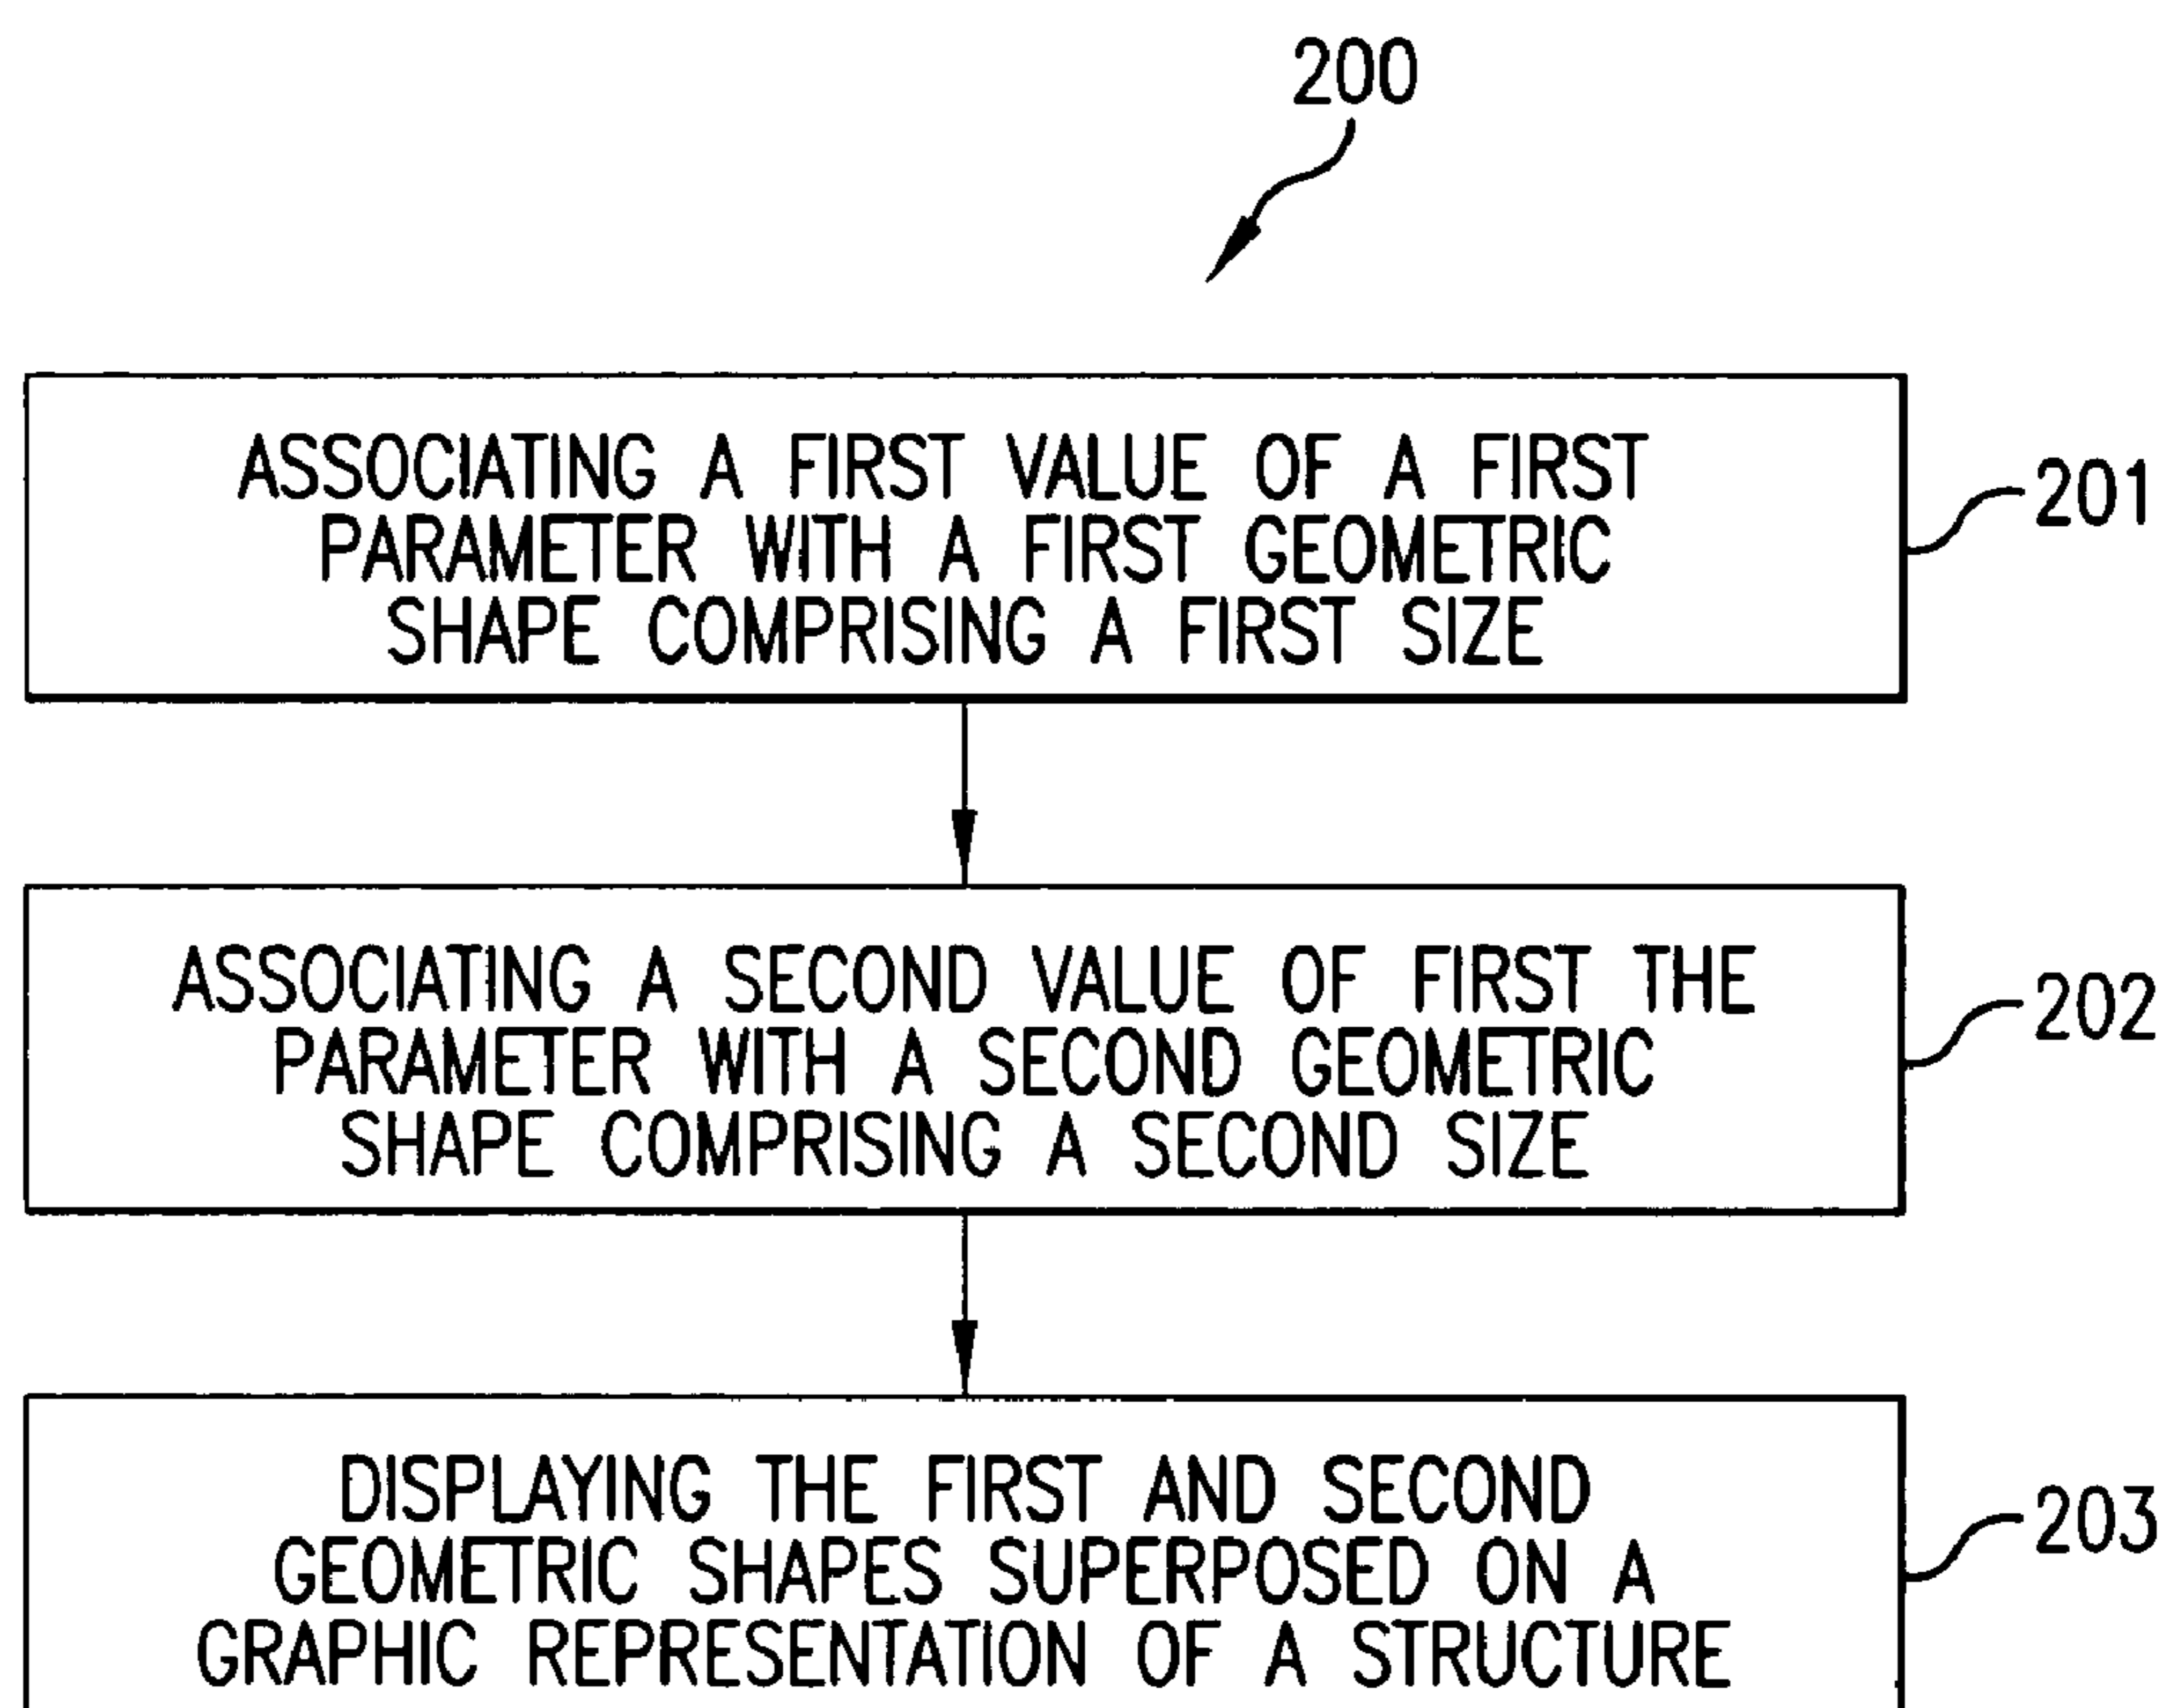 200
ASSOCIATING A FIRST VALUE OF A FIRST
PARAMETER WITH A FIRST GEOMETRIC
SHAPE COMPRISING A FIRST SIZE
201
ASSOCIATING A SECOND VALUE OF FIRST THE
PARAMETER WITH A SECOND GEOMETRIC
SHAPE COMPRISING A SECOND SIZE
202
DISPLAYING THE FIRST AND SECOND
GEOMETRIC SHAPES SUPERPOSED ON A
GRAPHIC REPRESENTATION OF A STRUCTURE
203